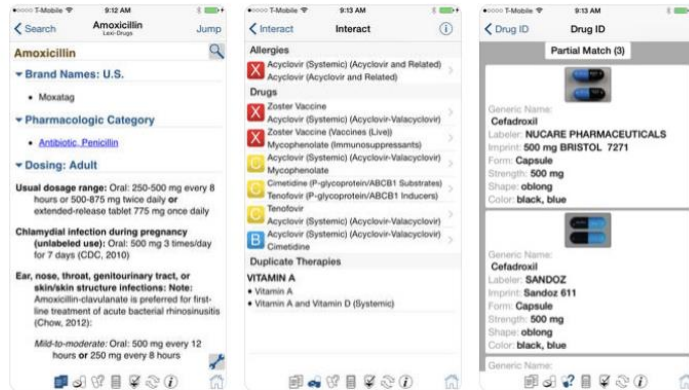 T-Mobile
9:12 AM
Search
Amoxicillin
Lexi-Drugs
Jump
Amoxicillin
Brand Names: U.S.
• Moxatag
Pharmacologic Category
• Antibiotic, Penicillin
Dosing: Adult
Usual dosage range: Oral: 250-500 mg every 8
hours or 500-875 mg twice daily or
extended-release tablet 775 mg once daily
Chlamydial infection during pregnancy
(unlabeled use): Oral: 500 mg 3 times/day
for 7 days (CDC, 2010)
Ear, nose, throat, genitourinary tract, or
skin/skin structure infections: Note:
Amoxicillin-clavulanate is preferred for first-
line treatment of acute bacterial rhinosinusitis
(Chow, 2012):
Mild-to-moderate: Oral: 500 mg every 12
hours or 250 mg every 8 hours
T-Mobile
9:13 AM
Interact
Interact
Allergies
X
Acyclovir (Systemic) (Acyclovir and Related)
Acyclovir (Acyclovir and Related)
Drugs
X
Zoster Vaccine
Acyclovir (Systemic) (Acyclovir-Valacyclovir)
X
Zoster Vaccine (Vaccines (Live))
Mycophenolate (Immunosuppressants)
C
Acyclovir (Systemic) (Acyclovir-Valacyclovir)
Mycophenolate
C
Cimetidine (P-glycoprotein/ABCB1 Substrates)
Tenofovir (P-glycoprotein/ABCB1 Inducers)
C
Tenofovir
Acyclovir (Systemic) (Acyclovir-Valacyclovir)
B
Acyclovir (Systemic) (Acyclovir-Valacyclovir)
Cimetidine
Duplicate Therapies
VITAMIN A
• Vitamin A
• Vitamin A and Vitamin D (Systemic)
T-Mobile
9:13 AM
Drug ID
Drug ID
Partial Match (3)
Generic Name:
Cefadroxil
Labeler: NUCARE PHARMACEUTICALS
Imprint: 500 mg BRISTOL 7271
Form: Capsule
Strength: 500 mg
Shape: oblong
Color: black, blue
Generic Name:
Cefadroxil
Labeler: SANDOZ
Imprint: Sandoz 611
Form: Capsule
Strength: 500 mg
Shape: oblong
Color: black, blue
Generic Name: